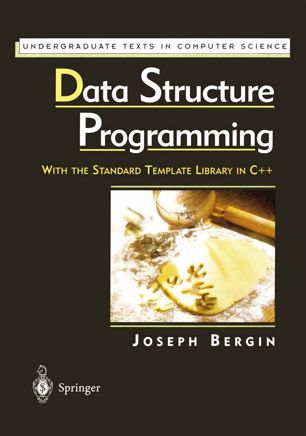 UNDERGRADUATE TEXTS IN COMPUTER SCIENCE
Data Structure
Programming
WITH THE STANDARD TEMPLATE LIBRARY IN C++
JOSEPH BERGIN
Springer